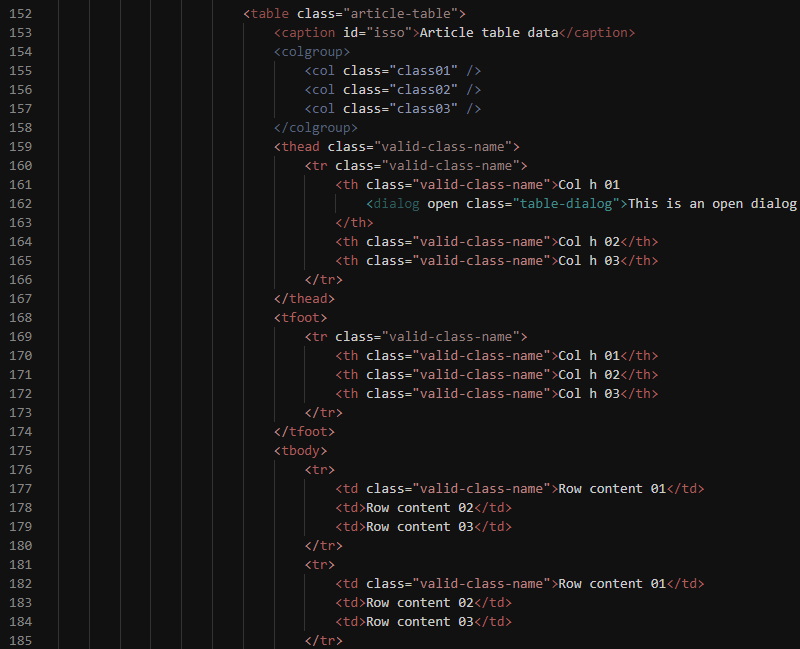 152 <table class="article-table">
153 <caption id="isso">Article table data</caption>
154 <colgroup>
155 <col class="class01" />
156 <col class="class02" />
157 <col class="class03" />
158 </colgroup>
159 <thead class="valid-class-name">
160 <tr class="valid-class-name">
161 <th class="valid-class-name">Col h 01
162 <dialog open class="table-dialog">This is an open dialog
163 </th>
164 <th class="valid-class-name">Col h 02</th>
165 <th class="valid-class-name">Col h 03</th>
166 </tr>
167 </thead>
168 <tfoot>
169 <tr class="valid-class-name">
170 <th class="valid-class-name">Col h 01</th>
171 <th class="valid-class-name">Col h 02</th>
172 <th class="valid-class-name">Col h 03</th>
173 </tr>
174 </tfoot>
175 <tbody>
176 <tr>
177 <td class="valid-class-name">Row content 01</td>
178 <td>Row content 02</td>
179 <td>Row content 03</td>
180 </tr>
181 <tr>
182 <td class="valid-class-name">Row content 01</td>
183 <td>Row content 02</td>
184 <td>Row content 03</td>
185 </tr>